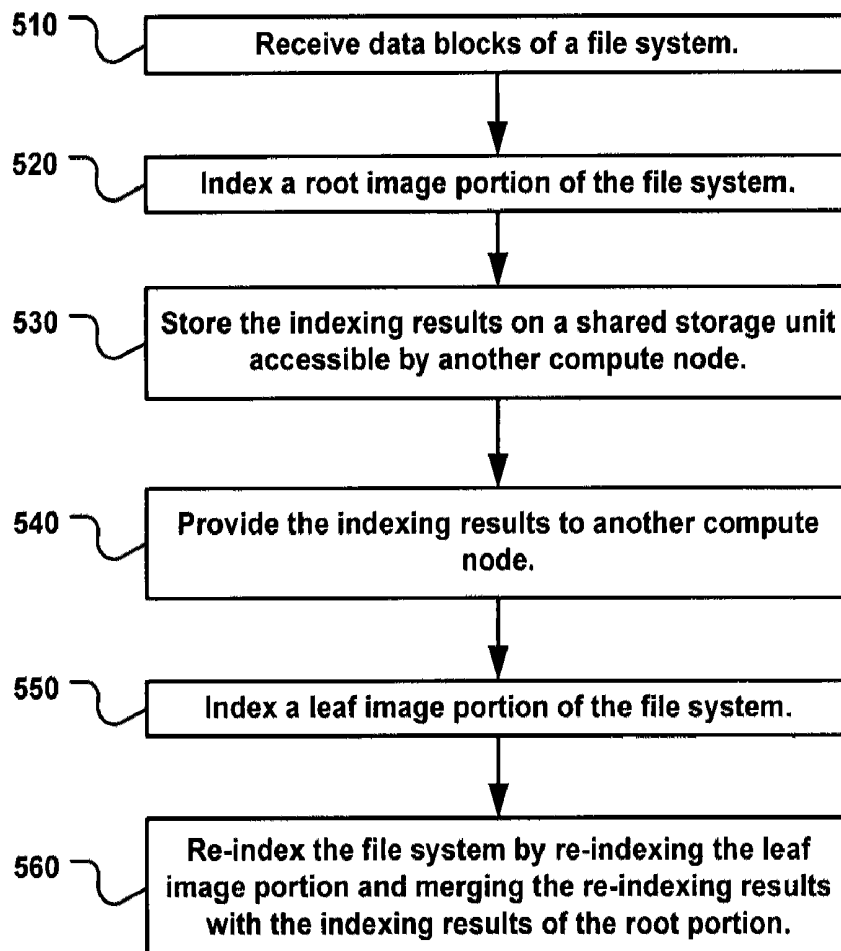 510
Receive data blocks of a file system.
520
Index a root image portion of the file system.
530
Store the indexing results on a shared storage unit
accessible by another compute node.
540
Provide the indexing results to another compute
node.
550
Index a leaf image portion of the file system.
560
Re-index the file system by re-indexing the leaf
image portion and merging the re-indexing results
with the indexing results of the root portion.